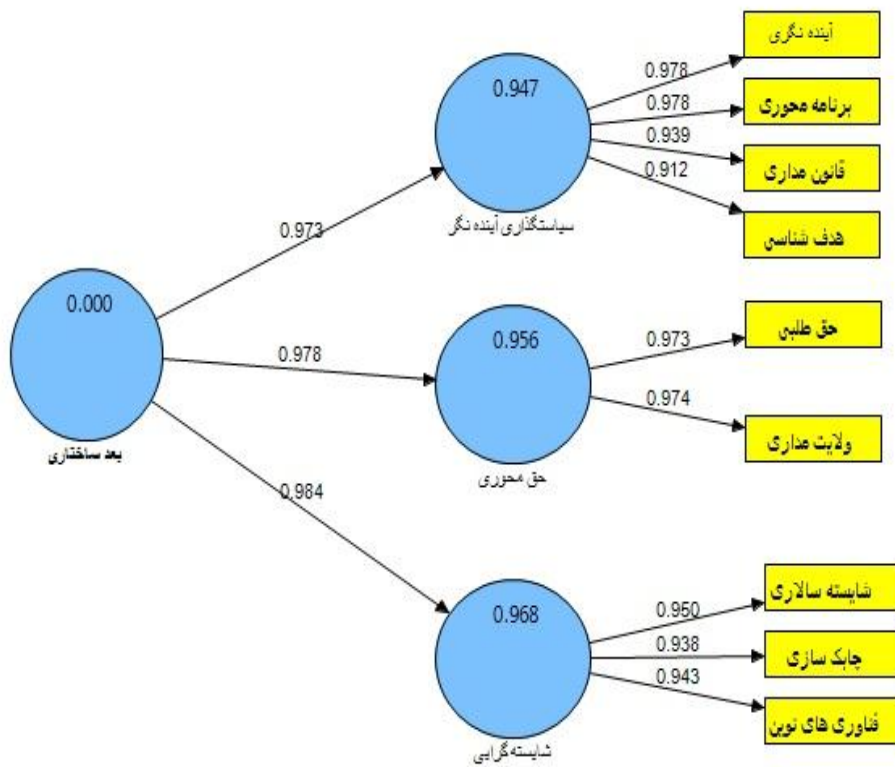 آینده نگری
0.978
0.947
برنامه محوری
0.978
0.939
قانون مداری
0.912
هدف شناسی
سیاستگذاری آینده نگر
0.973
0.000
بعد ساختاری
0.978
0.956
حق طلبی
0.973
0.974
ولایت مداری
حق محوری
0.984
0.968
شایسته سالاری
0.950
0.938
چابک سازی
0.943
فناوری های نوین
شایسته گرایی